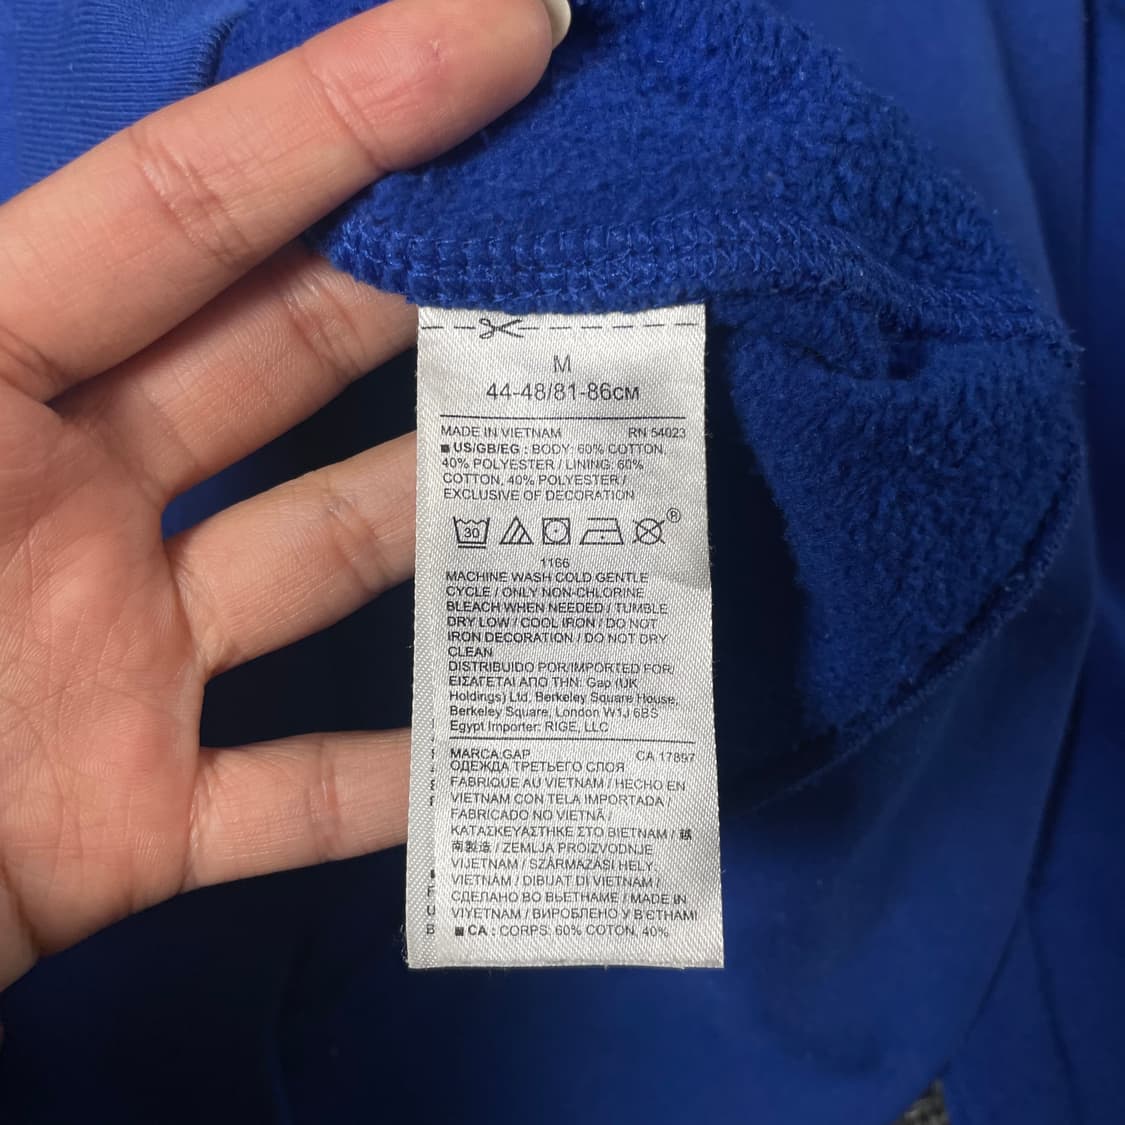 M
44-48/81-86см
MADE IN VIETNAM RN 54023
■ US/GB/EG : BODY: 60% COTTON,
40% POLYESTER / LINING: 60%
COTTON, 40% POLYESTER /
EXCLUSIVE OF DECORATION
30 ®
1166
MACHINE WASH COLD GENTLE
CYCLE / ONLY NON-CHLORINE
BLEACH WHEN NEEDED / TUMBLE
DRY LOW / COOL IRON / DO NOT
IRON DECORATION / DO NOT DRY
CLEAN
DISTRIBUIDO POR/IMPORTED FOR/
ΕΙΣΑΓΕΤΑΙ ΑΠΟ ΤΗΝ: Gap (UK
Holdings) Ltd, Berkeley Square House,
Berkeley Square, London W1J 6BS
Egypt Importer: RIGE, LLC
MARCA:GAP CA 17897
ОДЕЖДА ТРЕТЬЕГО СЛОЯ
FABRIQUÉ AU VIETNAM / HECHO EN
VIETNAM CON TELA IMPORTADA /
FABRICADO NO VIETNÃ /
ΚΑΤΑΣΚΕΥΑΣΤΗΚΕ ΣΤΟ ΒΙΕΤΝΑΜ / 越
南製造 / ZEMLJA PROIZVODNJE
VIJETNAM / SZÁRMAZÁSI HELY:
VIETNAM / DIBUAT DI VIETNAM /
СДЕЛАНО ВО ВЬЕТНАМЕ / MADE IN
VIYETNAM / ВИРОБЛЕНО У В'ЄТНАМІ
■ CA : CORPS: 60% COTON, 40%